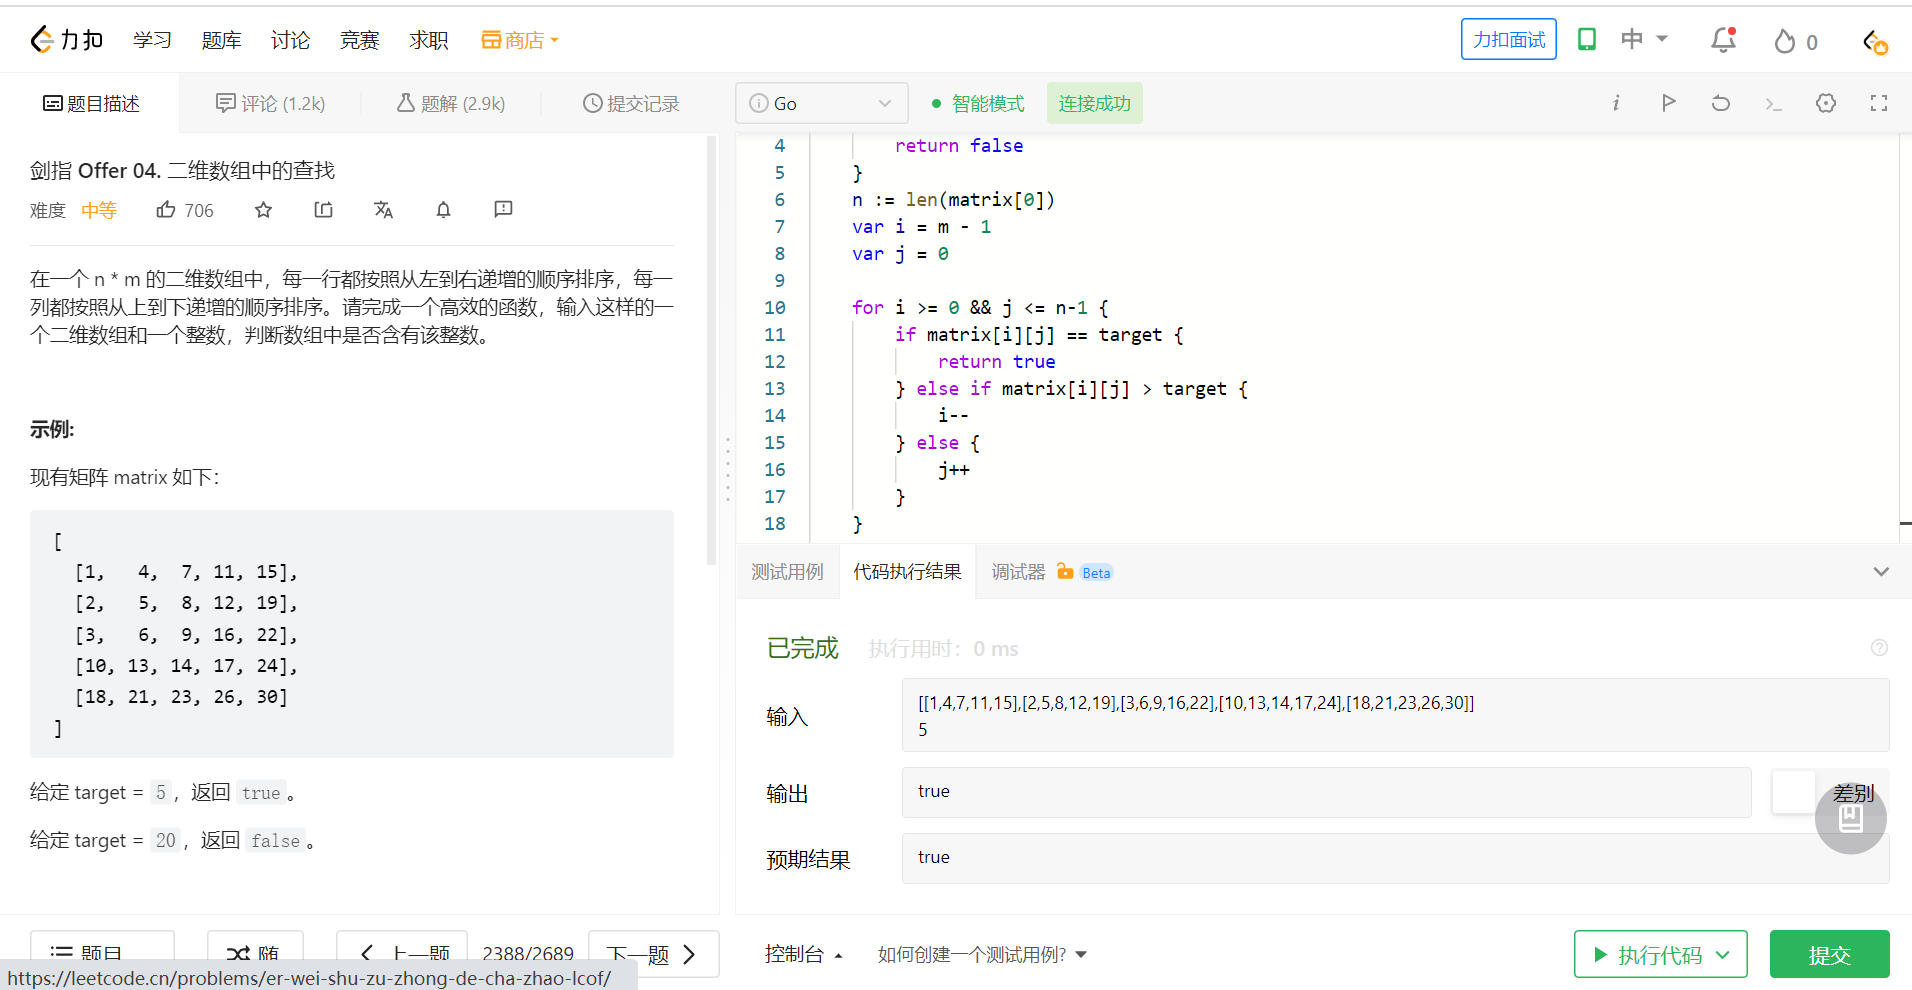 力扣 学习 题库 讨论 竞赛 求职 商店 力扣面试 中 0
题目描述 评论 (1.2k) 题解 (2.9k) 提交记录
剑指 Offer 04. 二维数组中的查找
难度 中等 706
在一个 n * m 的二维数组中，每一行都按照从左到右递增的顺序排序，每一
列都按照从上到下递增的顺序排序。请完成一个高效的函数，输入这样的一
个二维数组和一个整数，判断数组中是否含有该整数。
示例:
现有矩阵 matrix 如下：
[
[1,   4,  7, 11, 15],
[2,   5,  8, 12, 19],
[3,   6,  9, 16, 22],
[10, 13, 14, 17, 24],
[18, 21, 23, 26, 30]
]
给定 target = 5，返回 true。
给定 target = 20，返回 false。
题目 随 上一题 2388/2689 下一题
https://leetcode.cn/problems/er-wei-shu-zu-zhong-de-cha-zhao-lcof/
Go 智能模式 连接成功
4 return false
5 }
6 n := len(matrix[0])
7 var i = m - 1
8 var j = 0
9
10 for i >= 0 && j <= n-1 {
11 if matrix[i][j] == target {
12 return true
13 } else if matrix[i][j] > target {
14 i--
15 } else {
16 j++
17 }
18 }
测试用例 代码执行结果 调试器 Beta
已完成 执行用时：0 ms
输入
[[1,4,7,11,15],[2,5,8,12,19],[3,6,9,16,22],[10,13,14,17,24],[18,21,23,26,30]]
5
输出 true 差别
预期结果 true
控制台 如何创建一个测试用例? 执行代码 提交